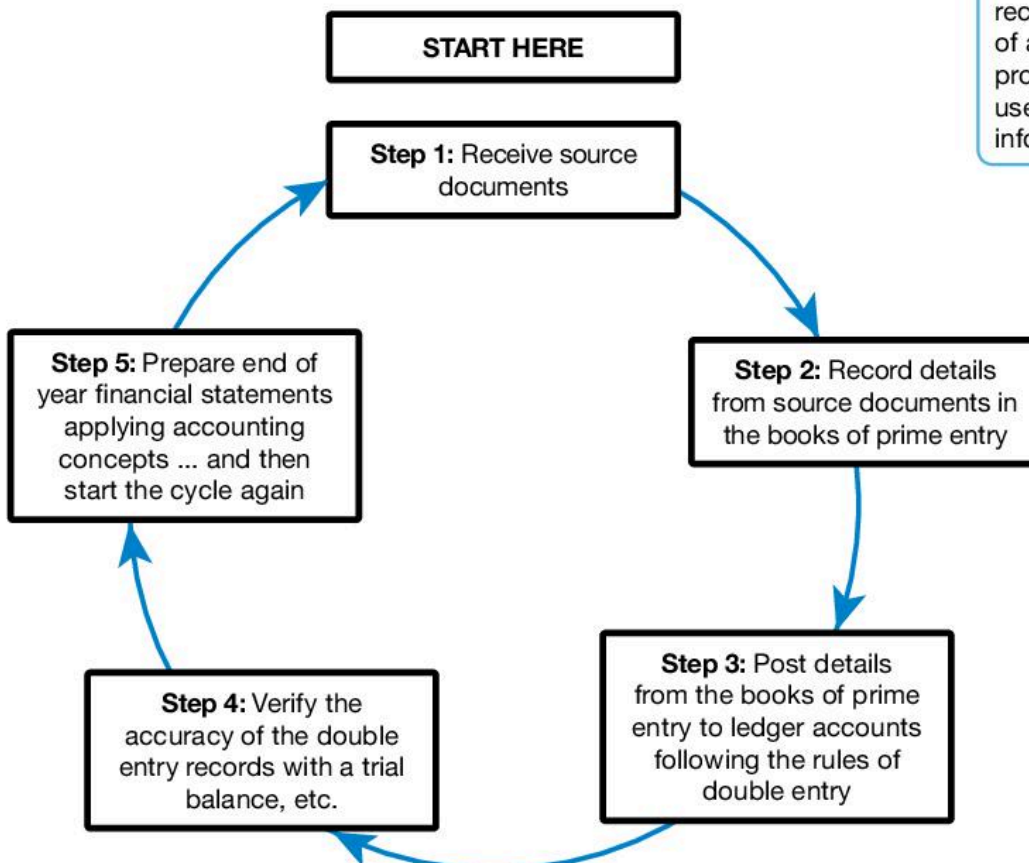 START HERE
Step 1: Receive source
documents
Step 2: Record details
from source documents in
the books of prime entry
Step 3: Post details
from the books of prime
entry to ledger accounts
following the rules of
double entry
Step 4: Verify the
accuracy of the double
entry records with a trial
balance, etc.
Step 5: Prepare end of
year financial statements
applying accounting
concepts ... and then
start the cycle again
of